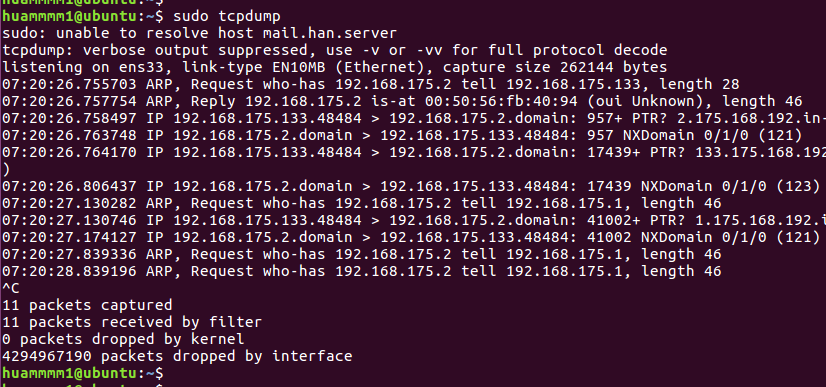 huammmm1@ubuntu:~$
huammmm1@ubuntu:~$ sudo tcpdump
sudo: unable to resolve host mail.han.server
tcpdump: verbose output suppressed, use -v or -vv for full protocol decode
listening on ens33, link-type EN10MB (Ethernet), capture size 262144 bytes
07:20:26.755703 ARP, Request who-has 192.168.175.2 tell 192.168.175.133, length 28
07:20:26.757754 ARP, Reply 192.168.175.2 is-at 00:50:56:fb:40:94 (oui Unknown), length 46
07:20:26.758497 IP 192.168.175.133.48484 > 192.168.175.2.domain: 957+ PTR? 2.175.168.192.in-
07:20:26.763748 IP 192.168.175.2.domain > 192.168.175.133.48484: 957 NXDomain 0/1/0 (121)
07:20:26.764170 IP 192.168.175.133.48484 > 192.168.175.2.domain: 17439+ PTR? 133.175.168.192
)
07:20:26.806437 IP 192.168.175.2.domain > 192.168.175.133.48484: 17439 NXDomain 0/1/0 (123)
07:20:27.130282 ARP, Request who-has 192.168.175.2 tell 192.168.175.1, length 46
07:20:27.130746 IP 192.168.175.133.48484 > 192.168.175.2.domain: 41002+ PTR? 1.175.168.192.i
07:20:27.174127 IP 192.168.175.2.domain > 192.168.175.133.48484: 41002 NXDomain 0/1/0 (121)
07:20:27.839336 ARP, Request who-has 192.168.175.2 tell 192.168.175.1, length 46
07:20:28.839196 ARP, Request who-has 192.168.175.2 tell 192.168.175.1, length 46
^C
11 packets captured
11 packets received by filter
0 packets dropped by kernel
4294967190 packets dropped by interface
huammmm1@ubuntu:~$